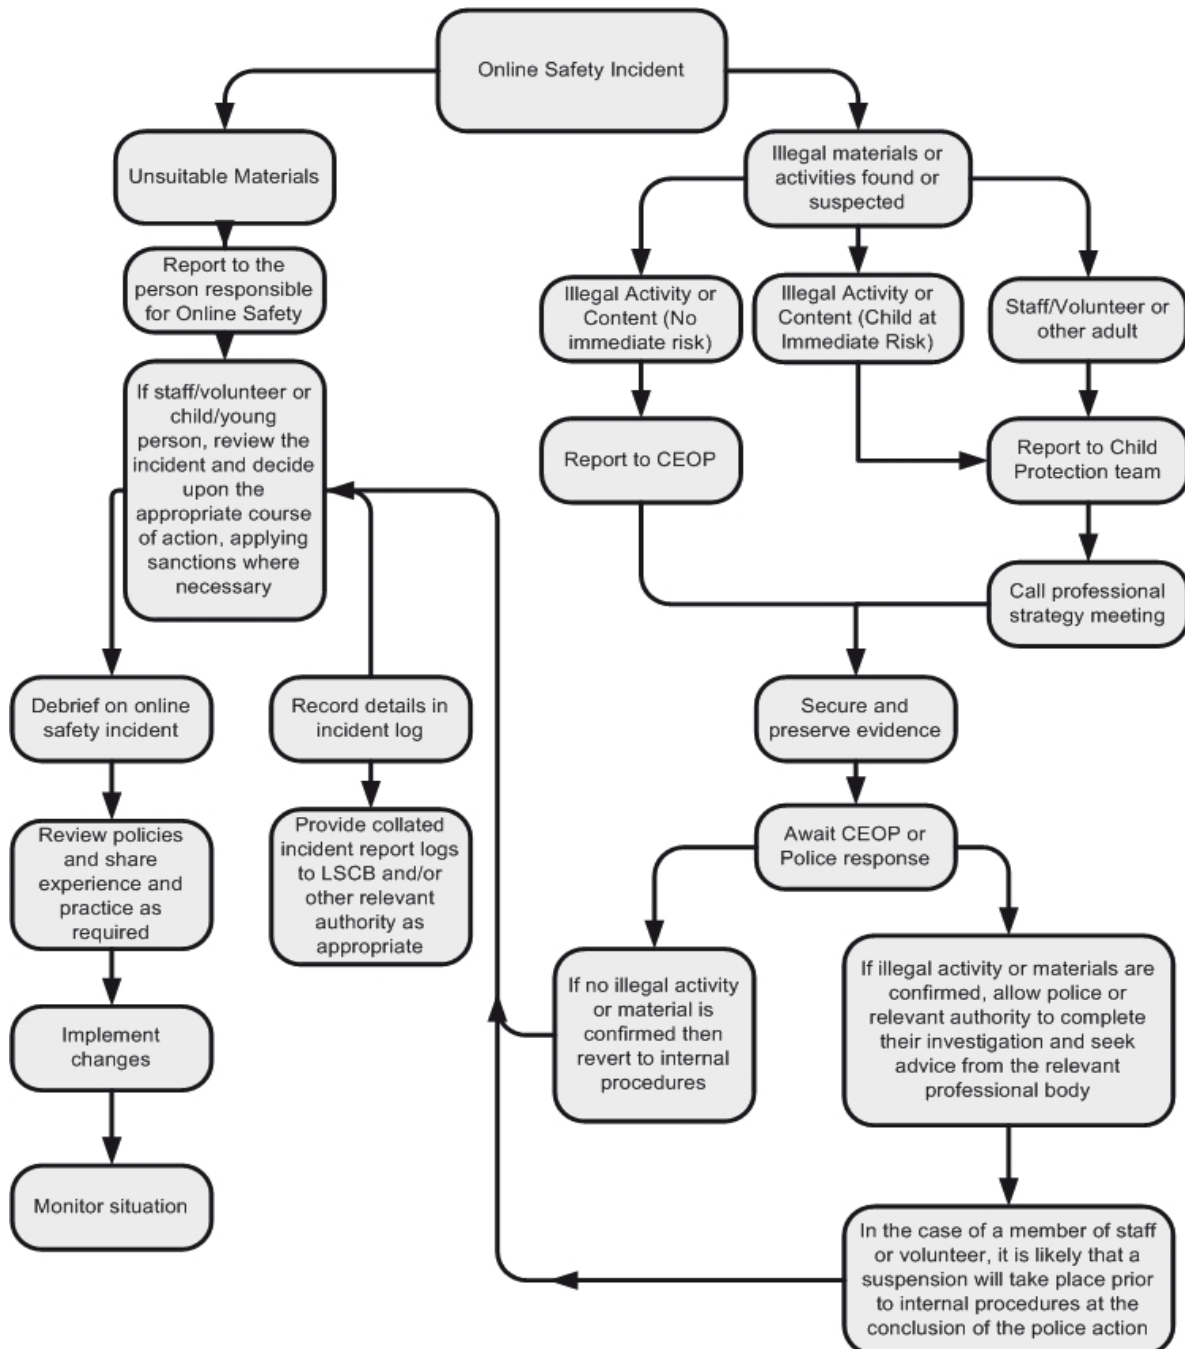 Online Safety Incident
Unsuitable Materials
Report to the
person responsible
for Online Safety
If staff/volunteer or
child/young
person, review the
incident and decide
upon the
appropriate course
of action, applying
sanctions where
necessary
Debrief on online
safety incident
Review policies
and share
experience and
practice as
required
Implement
changes
Monitor situation
Record details in
incident log
Provide collated
incident report logs
to LSCB and/or
other relevant
authority as
appropriate
Illegal materials or
activities found or
suspected
Illegal Activity or
Content (No
immediate risk)
Illegal Activity or
Content (Child at
Immediate Risk)
Staff/Volunteer or
other adult
Report to CEOP
Report to Child
Protection team
Call professional
strategy meeting
Secure and
preserve evidence
Await CEOP or
Police response
If no illegal activity
or material is
confirmed then
revert to internal
procedures
If illegal activity or materials are
confirmed, allow police or
relevant authority to complete
their investigation and seek
advice from the relevant
professional body
In the case of a member of staff
or volunteer, it is likely that a
suspension will take place prior
to internal procedures at the
conclusion of the police action